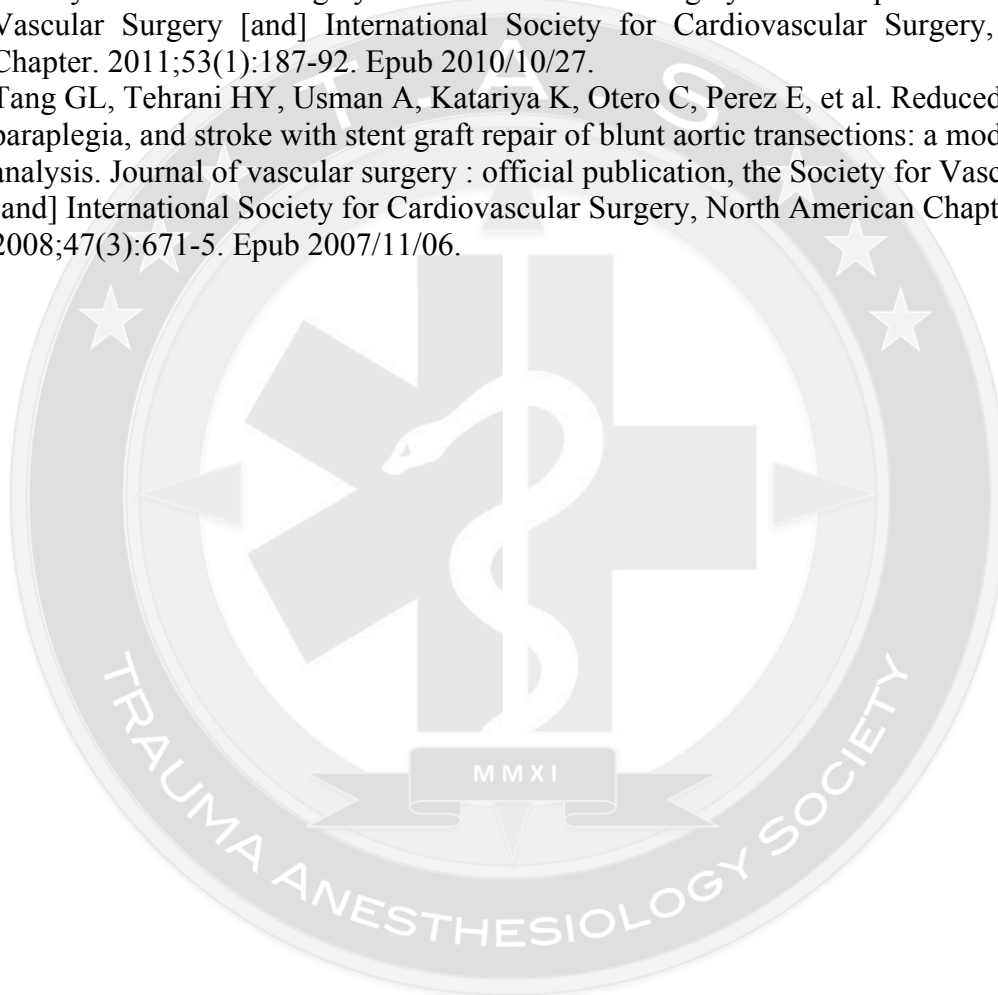 Vascular Surgery [and] International Society for Cardiovascular Surgery,
Chapter. 2011;53(1):187-92. Epub 2010/10/27.
Tang GL, Tehrani HY, Usman A, Katariya K, Otero C, Perez E, et al. Reduced
paraplegia, and stroke with stent graft repair of blunt aortic transections: a mod
analysis. Journal of vascular surgery : official publication, the Society for Vasc
[and] International Society for Cardiovascular Surgery, North American Chapt
2008;47(3):671-5. Epub 2007/11/06.
T A S
MMXI
TRAUMA ANESTHESIOLOGY SOCIETY